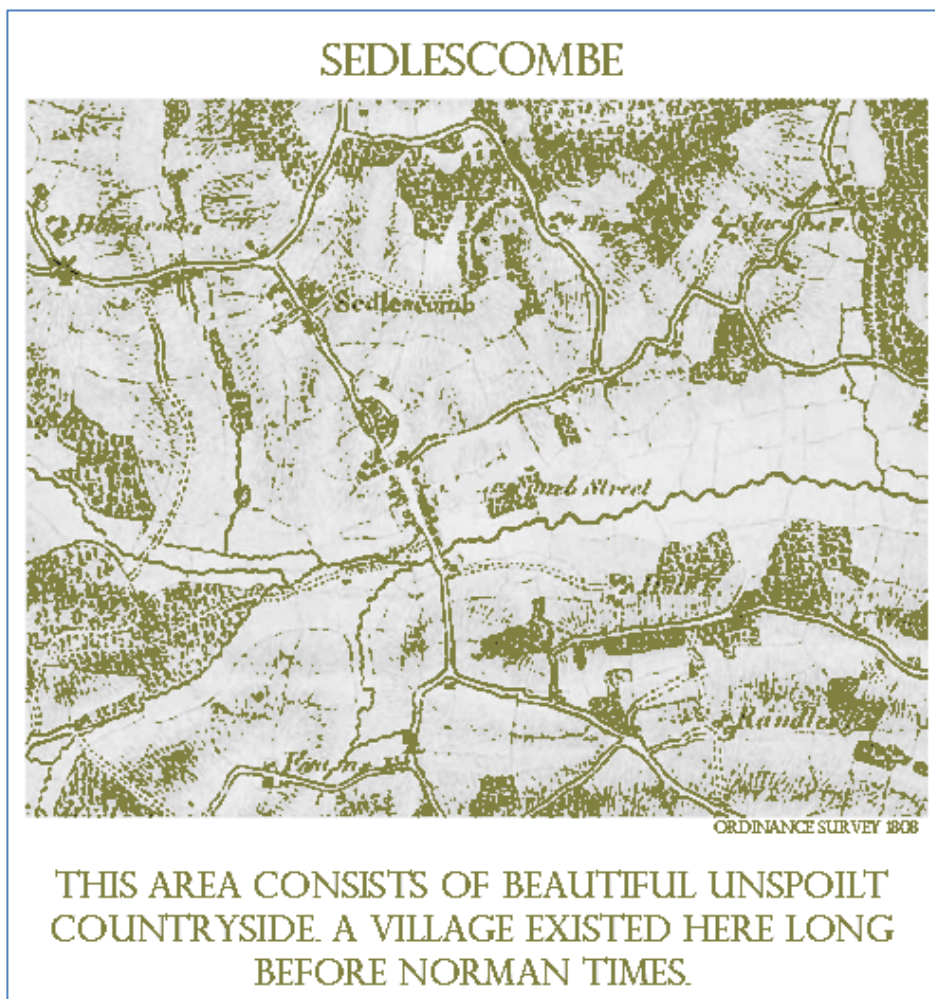 SEDLESCOMBE
Sedlescomb
Street
ORDINANCE SURVEY 1808
THIS AREA CONSISTS OF BEAUTIFUL UNSPOILT
COUNTRYSIDE. A VILLAGE EXISTED HERE LONG
BEFORE NORMAN TIMES.